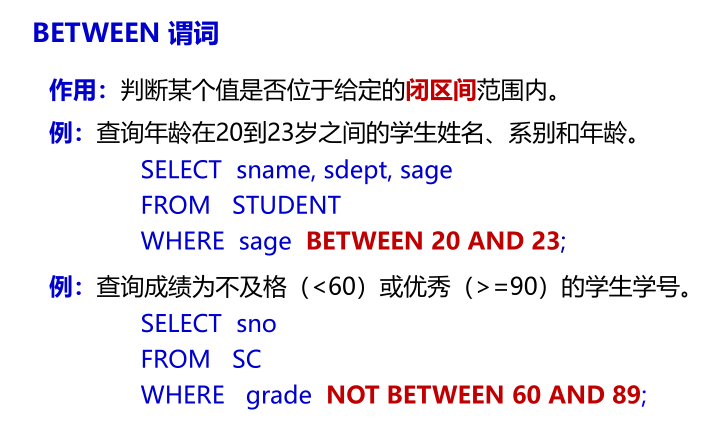 BETWEEN 谓词
作用：判断某个值是否位于给定的闭区间范围内。
例：查询年龄在20到23岁之间的学生姓名、系别和年龄。
SELECT sname, sdept, sage
FROM STUDENT
WHERE sage BETWEEN 20 AND 23;
例：查询成绩为不及格（<60）或优秀（>=90）的学生学号。
SELECT sno
FROM SC
WHERE grade NOT BETWEEN 60 AND 89;